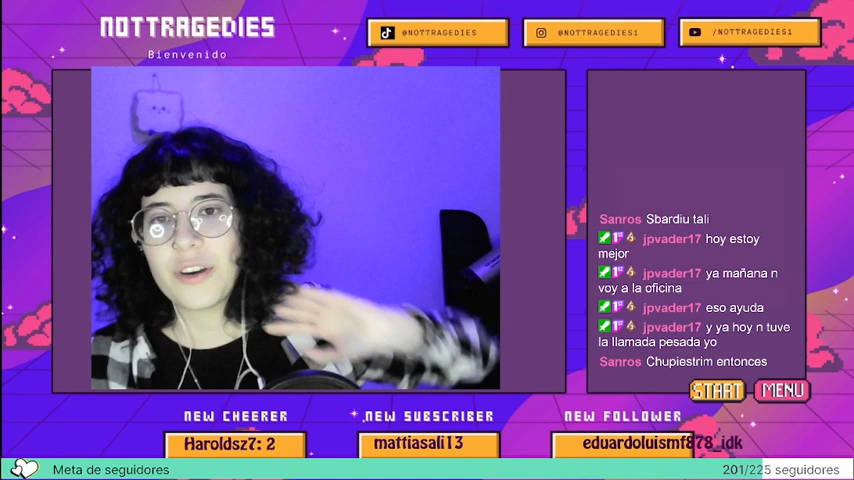 NOTTRAGEDIES
Bienvenido
@NOTTRAGEDIES
@NOTTRAGEDIES1
/NOTTRAGEDIES1
Sanros Sbardiu tali
jpvader17 hoy estoy
mejor
jpvader17 ya mañana n
voy a la oficina
jpvader17 eso ayuda
jpvader17 y ya hoy n tuve
la llamada pesada yo
Sanros Chupiestrim entonces
START MENU
NEW CHEERER
NEW SUBSCRIBER
NEW FOLLOWER
Haroldsz7: 2
mattiasali13
eduardoluismf878_idk
Meta de seguidores
201/225 seguidores